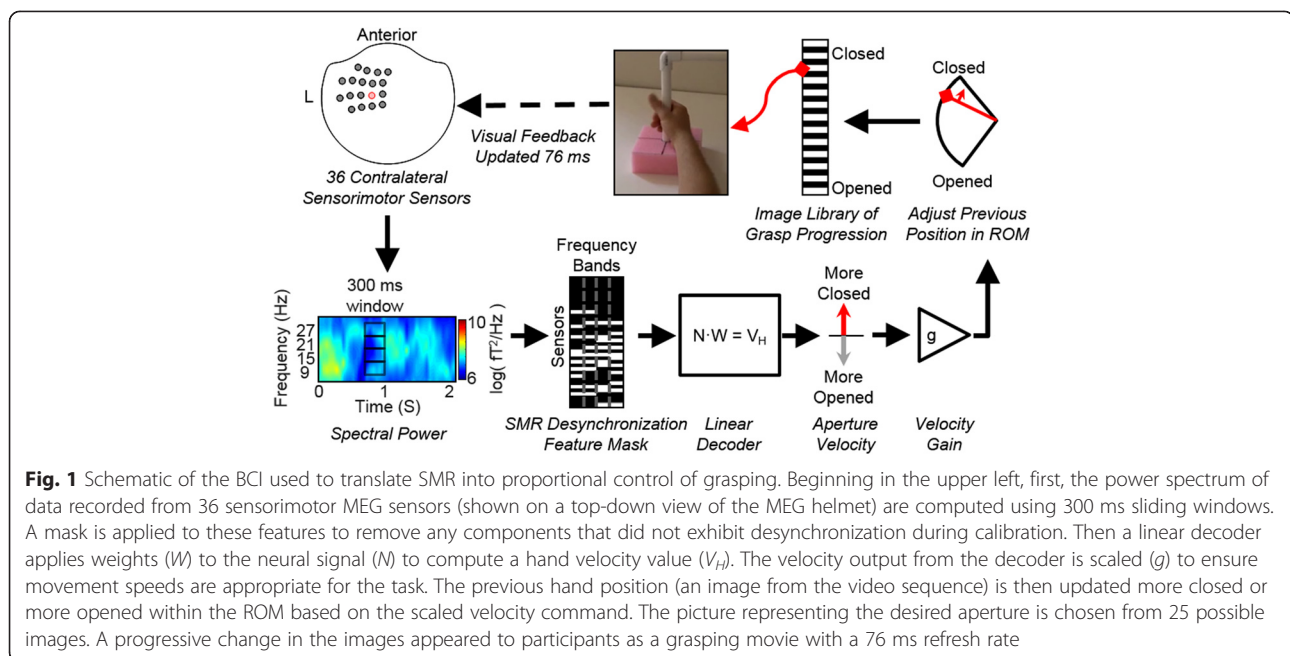 Anterior
L
36 Contralateral
Sensorimotor Sensors
Visual Feedback
Updated 76 ms
Closed
Opened
Image Library of
Grasp Progression
Closed
Opened
Adjust Previous
Position in ROM
300 ms
window
Frequency (Hz)
27
21
15
9
0
1
2
Time (S)
10
6
log( fT²/Hz)
Spectral Power
Frequency
Bands
Sensors
SMR Desynchronization
Feature Mask
N·W = V_H
Linear
Decoder
More
Closed
More
Opened
Aperture
Velocity
g
Velocity
Gain
Fig. 1 Schematic of the BCI used to translate SMR into proportional control of grasping. Beginning in the upper left, first, the power spectrum of
data recorded from 36 sensorimotor MEG sensors (shown on a top-down view of the MEG helmet) are computed using 300 ms sliding windows.
A mask is applied to these features to remove any components that did not exhibit desynchronization during calibration. Then a linear decoder
applies weights (W) to the neural signal (N) to compute a hand velocity value (V_H). The velocity output from the decoder is scaled (g) to ensure
movement speeds are appropriate for the task. The previous hand position (an image from the video sequence) is then updated more closed or
more opened within the ROM based on the scaled velocity command. The picture representing the desired aperture is chosen from 25 possible
images. A progressive change in the images appeared to participants as a grasping movie with a 76 ms refresh rate